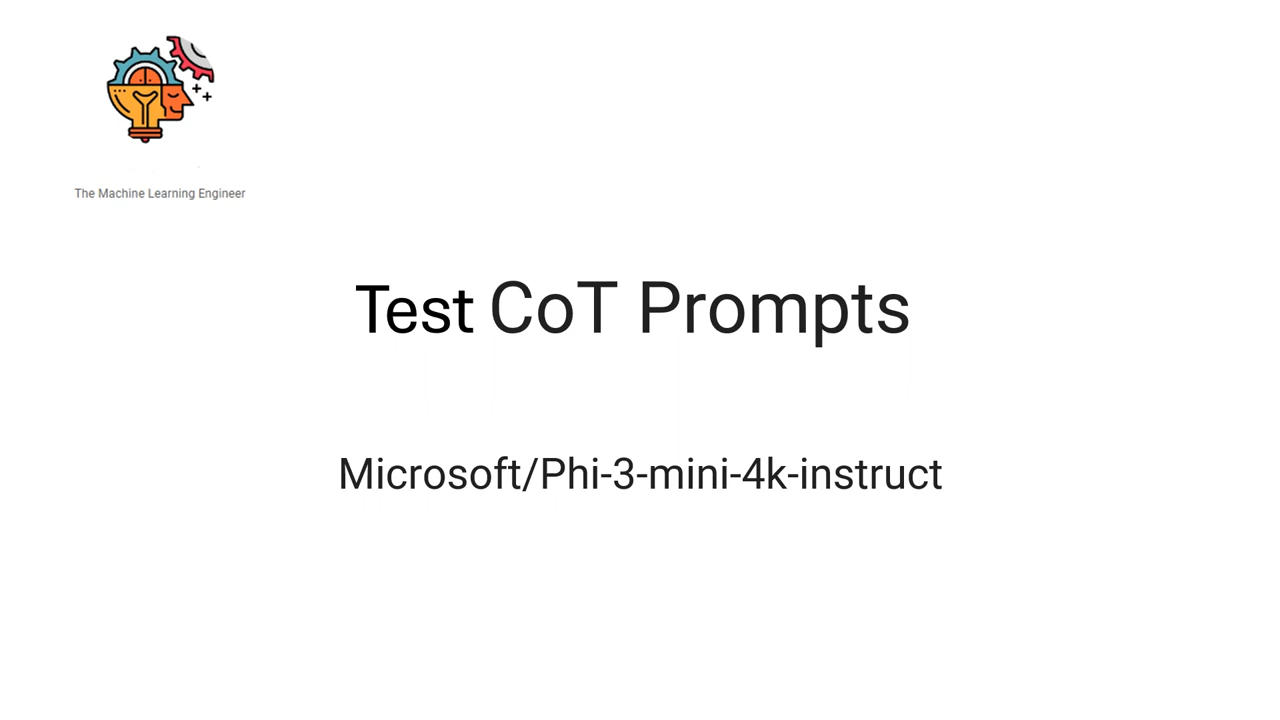 The Machine Learning Engineer
Test CoT Prompts
Microsoft/Phi-3-mini-4k-instruct